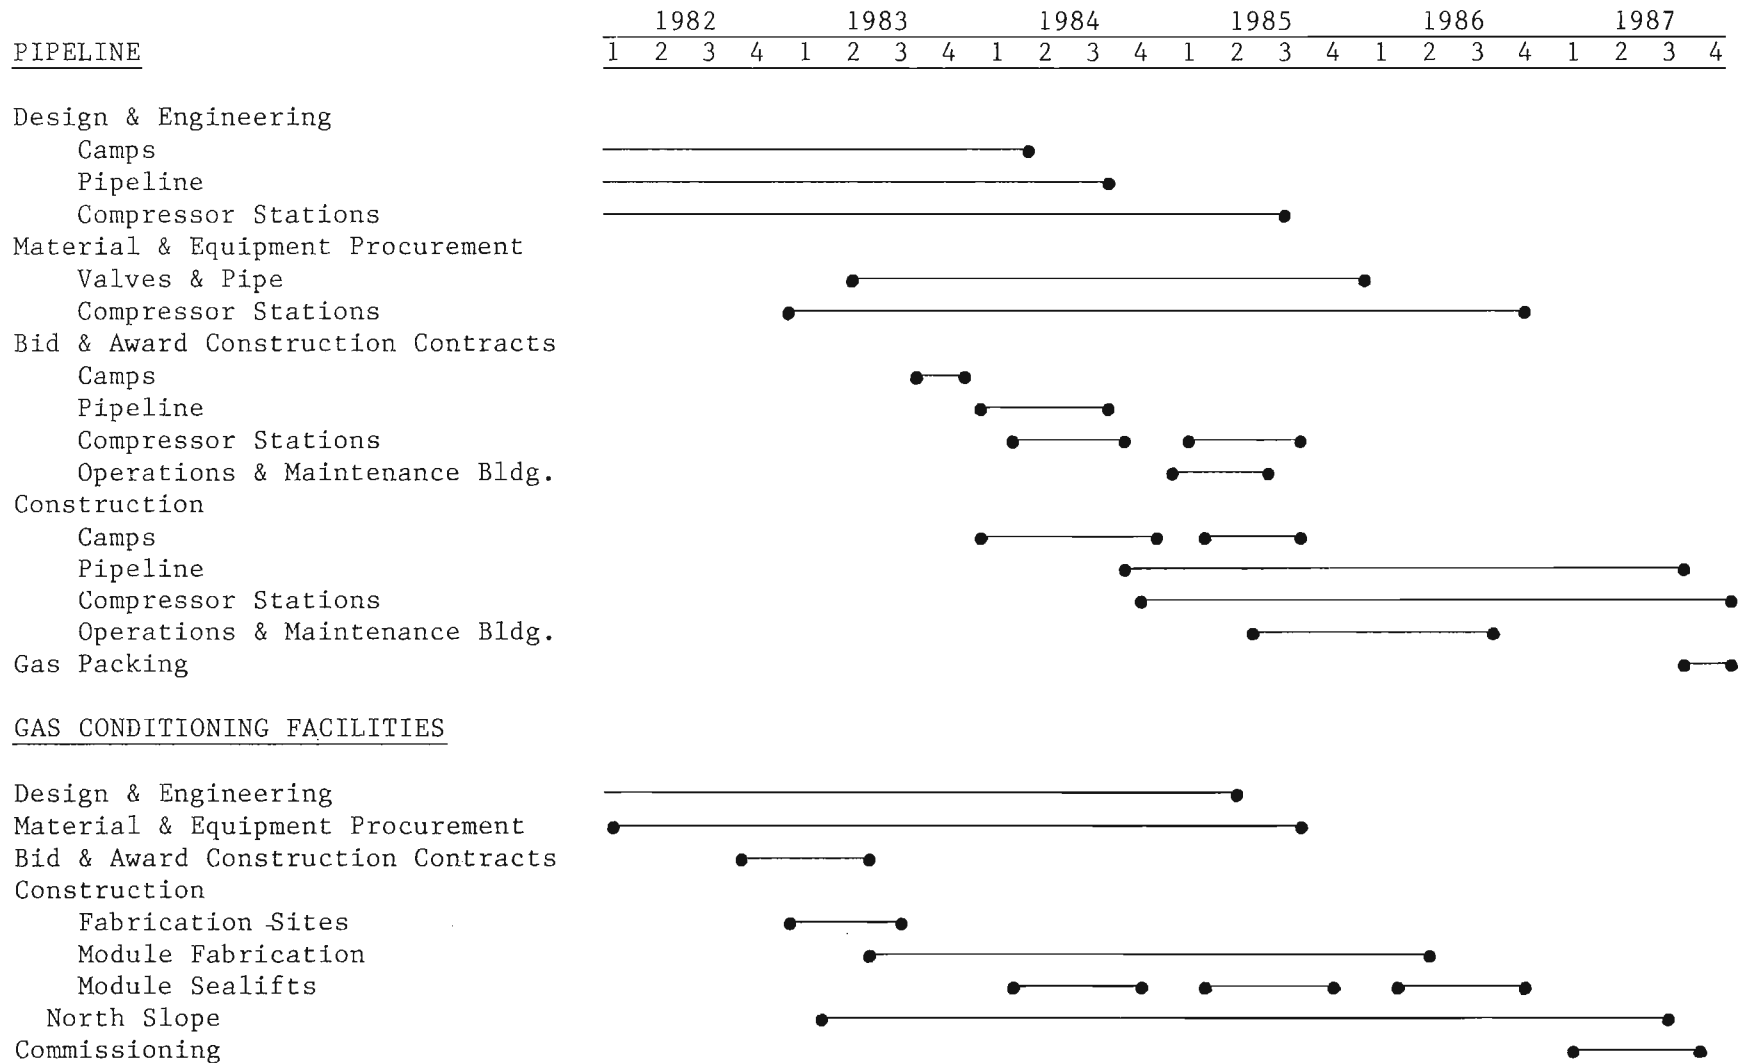 1982 1983 1984 1985 1986 1987
PIPELINE 1 2 3 4 1 2 3 4 1 2 3 4 1 2 3 4 1 2 3 4 1 2 3 4
Design & Engineering
Camps
Pipeline
Compressor Stations
Material & Equipment Procurement
Valves & Pipe
Compressor Stations
Bid & Award Construction Contracts
Camps
Pipeline
Compressor Stations
Operations & Maintenance Bldg.
Construction
Camps
Pipeline
Compressor Stations
Operations & Maintenance Bldg.
Gas Packing
GAS CONDITIONING FACILITIES
Design & Engineering
Material & Equipment Procurement
Bid & Award Construction Contracts
Construction
Fabrication Sites
Module Fabrication
Module Sealifts
North Slope
Commissioning